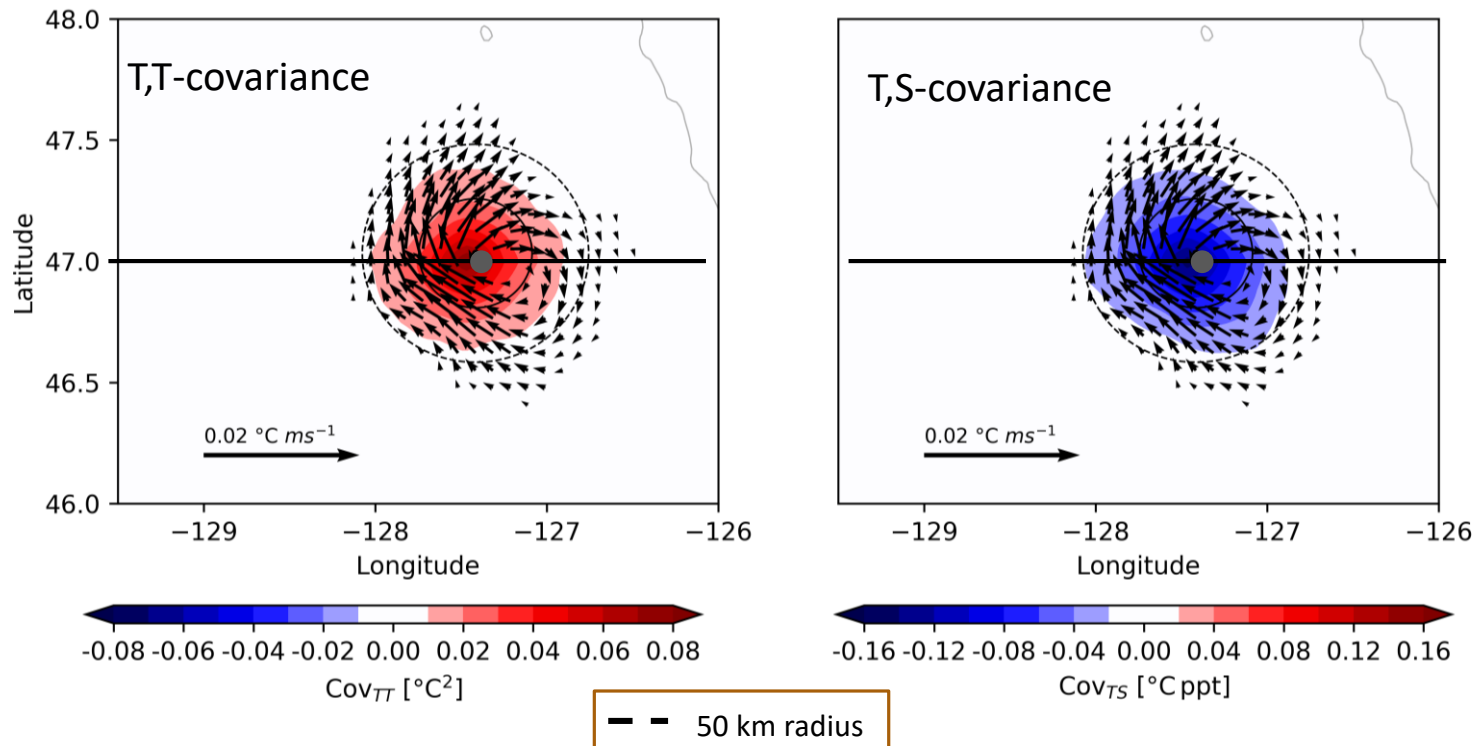 T,T-covariance
48.0
47.5
47.0
46.5
46.0
Latitude
0.02 °C ms⁻¹
−129 −128 −127 −126
Longitude
-0.08 -0.06 -0.04 -0.02 0.00 0.02 0.04 0.06 0.08
Cov_TT [°C²]
T,S-covariance
0.02 °C ms⁻¹
−129 −128 −127 −126
Longitude
-0.16 -0.12 -0.08 -0.04 0.00 0.04 0.08 0.12 0.16
Cov_TS [°C ppt]
50 km radius